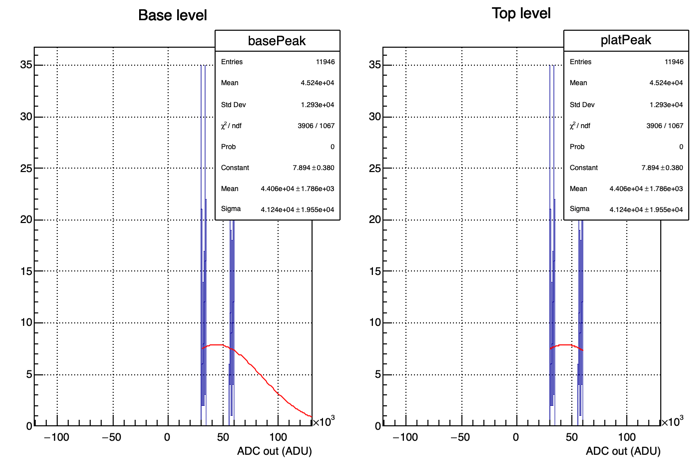 Base level
basePeak
Entries 11946
Mean 4.524e+04
Std Dev 1.293e+04
χ²/ ndf 3906 / 1067
Prob 0
Constant 7.894±0.380
Mean 4.406e+04±1.786e+03
Sigma 4.124e+04±1.955e+04
35
30
25
20
15
10
5
0
−100 −50 0 50 100
×10³
ADC out (ADU)
Top level
platPeak
Entries 11946
Mean 4.524e+04
Std Dev 1.293e+04
χ²/ ndf 3906 / 1067
Prob 0
Constant 7.894±0.380
Mean 4.406e+04±1.786e+03
Sigma 4.124e+04±1.955e+04
35
30
25
20
15
10
5
0
−100 −50 0 50 100
×10³
ADC out (ADU)